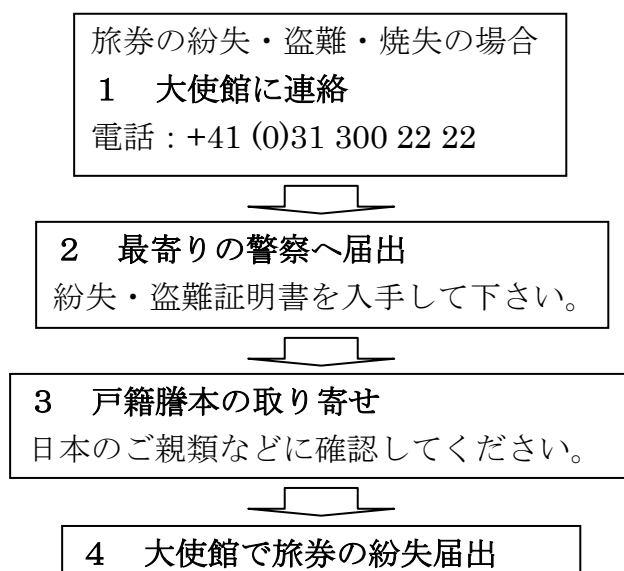 旅券の紛失・盗難・焼失の場合
１　大使館に連絡
電話：+41 (0)31 300 22 22
２　最寄りの警察へ届出
紛失・盗難証明書を入手して下さい。
３　戸籍謄本の取り寄せ
日本のご親類などに確認してください。
４　大使館で旅券の紛失届出